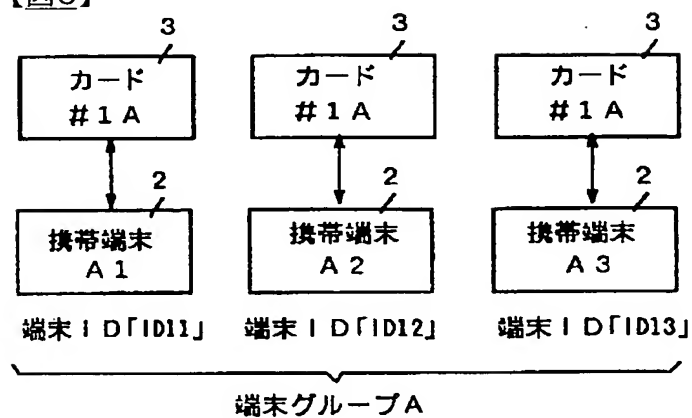 3 3 3
カード カード カード
#1A #1A #1A
2 2 2
携帯端末 携帯端末 携帯端末
A1 A2 A3
端末ID「ID11」 端末ID「ID12」 端末ID「ID13」
端末グループA